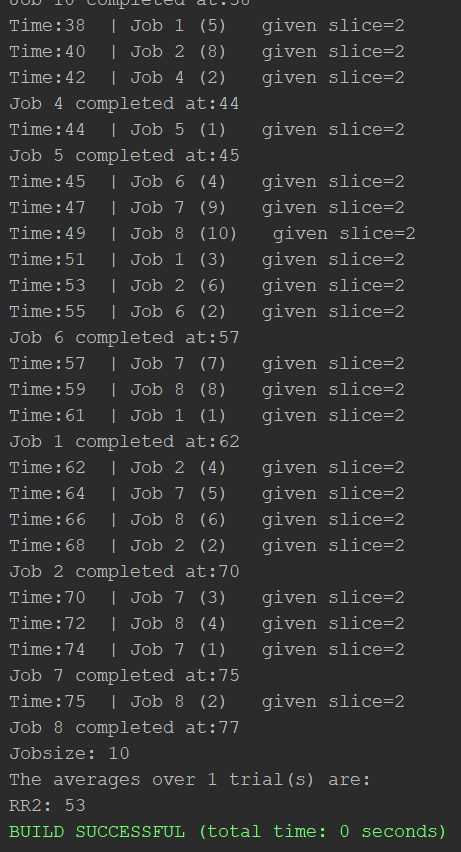 Job 10 completed at:38
Time:38  | Job 1 (5)   given slice=2
Time:40  | Job 2 (8)   given slice=2
Time:42  | Job 4 (2)   given slice=2
Job 4 completed at:44
Time:44  | Job 5 (1)   given slice=2
Job 5 completed at:45
Time:45  | Job 6 (4)   given slice=2
Time:47  | Job 7 (9)   given slice=2
Time:49  | Job 8 (10)   given slice=2
Time:51  | Job 1 (3)   given slice=2
Time:53  | Job 2 (6)   given slice=2
Time:55  | Job 6 (2)   given slice=2
Job 6 completed at:57
Time:57  | Job 7 (7)   given slice=2
Time:59  | Job 8 (8)   given slice=2
Time:61  | Job 1 (1)   given slice=2
Job 1 completed at:62
Time:62  | Job 2 (4)   given slice=2
Time:64  | Job 7 (5)   given slice=2
Time:66  | Job 8 (6)   given slice=2
Time:68  | Job 2 (2)   given slice=2
Job 2 completed at:70
Time:70  | Job 7 (3)   given slice=2
Time:72  | Job 8 (4)   given slice=2
Time:74  | Job 7 (1)   given slice=2
Job 7 completed at:75
Time:75  | Job 8 (2)   given slice=2
Job 8 completed at:77
Jobsize: 10
The averages over 1 trial(s) are:
RR2: 53
BUILD SUCCESSFUL (total time: 0 seconds)